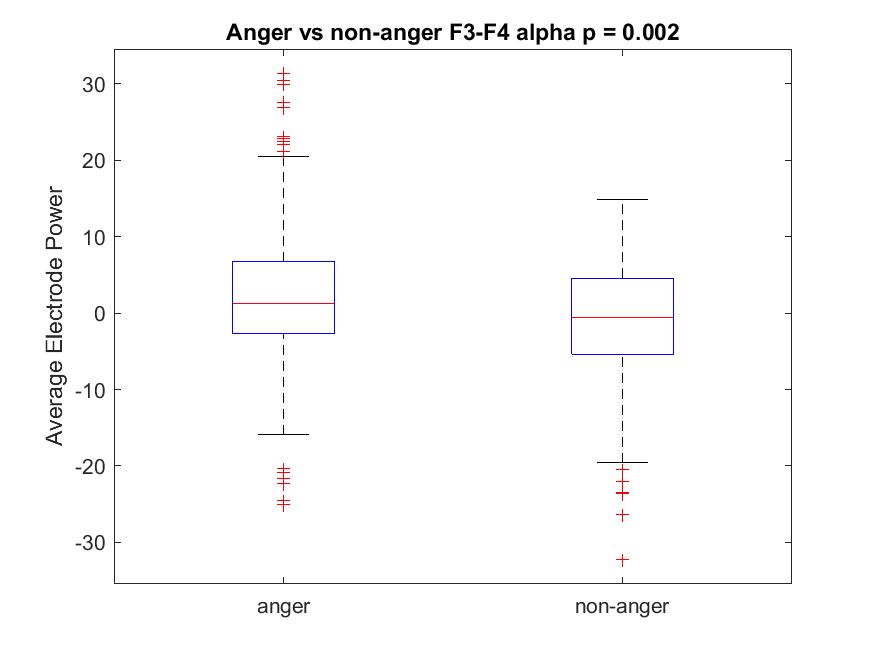 Anger vs non-anger F3-F4 alpha p = 0.002
Average Electrode Power
30
20
10
0
-10
-20
-30
anger
non-anger